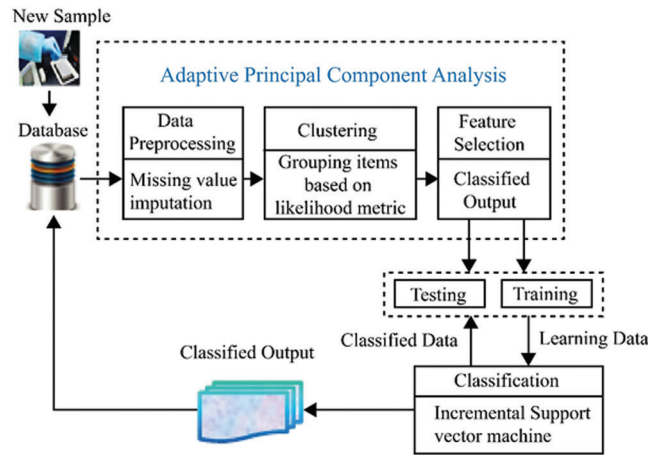 New Sample
Database
Adaptive Principal Component Analysis
Data
Preprocessing
Missing value
imputation
Clustering
Grouping items
based on
likelihood metric
Feature
Selection
Classified
Output
Testing
Training
Classified Data
Learning Data
Classification
Incremental Support
vector machine
Classified Output